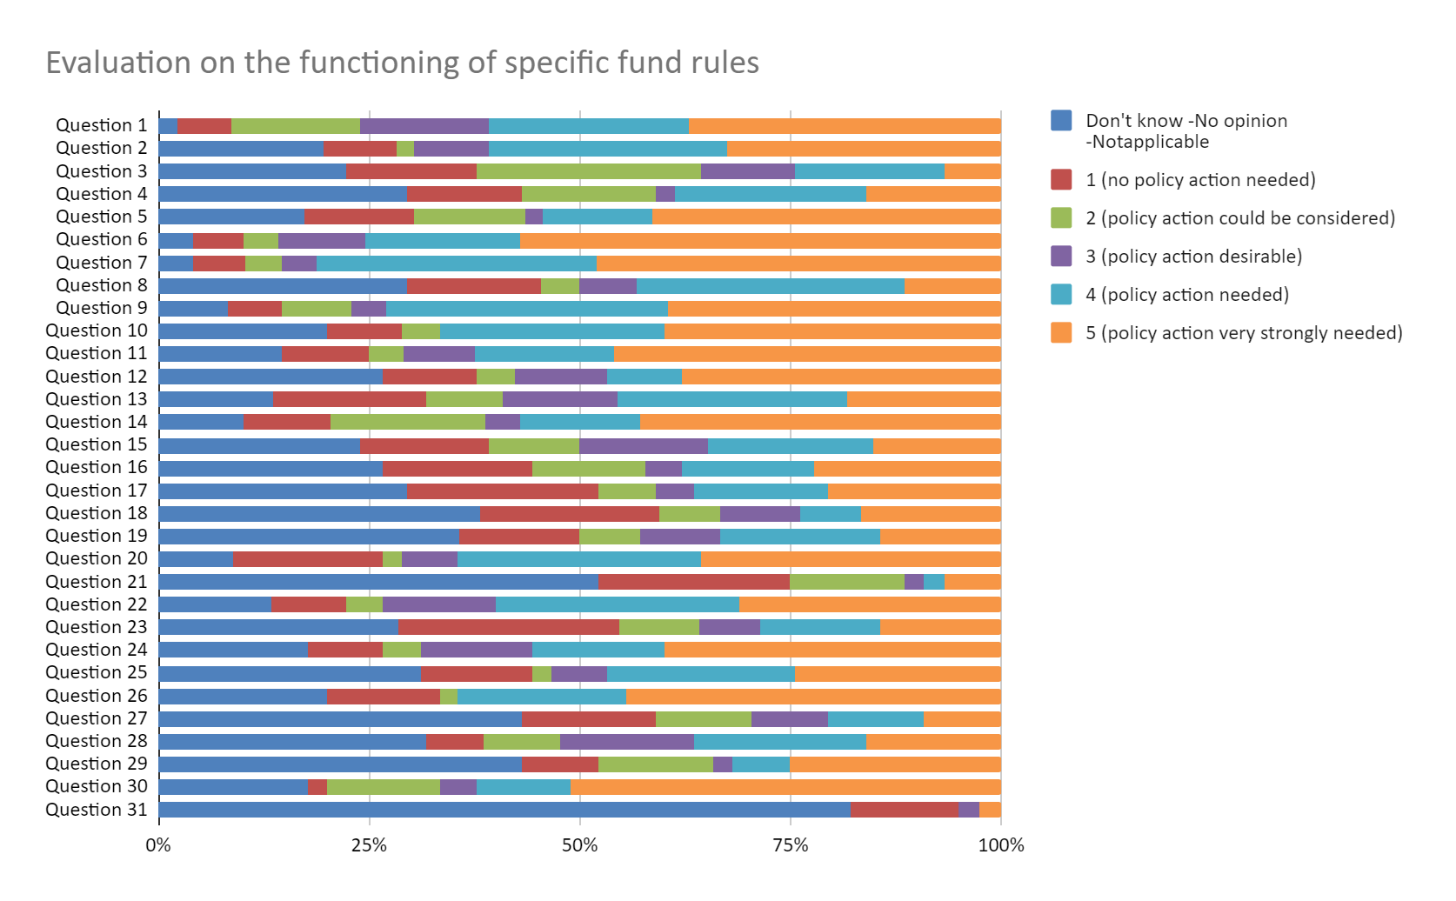 Evaluation on the functioning of specific fund rules
Question 1
Question 2
Question 3
Question 4
Question 5
Question 6
Question 7
Question 8
Question 9
Question 10
Question 11
Question 12
Question 13
Question 14
Question 15
Question 16
Question 17
Question 18
Question 19
Question 20
Question 21
Question 22
Question 23
Question 24
Question 25
Question 26
Question 27
Question 28
Question 29
Question 30
Question 31
0% 25% 50% 75% 100%
Don't know -No opinion
-Notapplicable
1 (no policy action needed)
2 (policy action could be considered)
3 (policy action desirable)
4 (policy action needed)
5 (policy action very strongly needed)